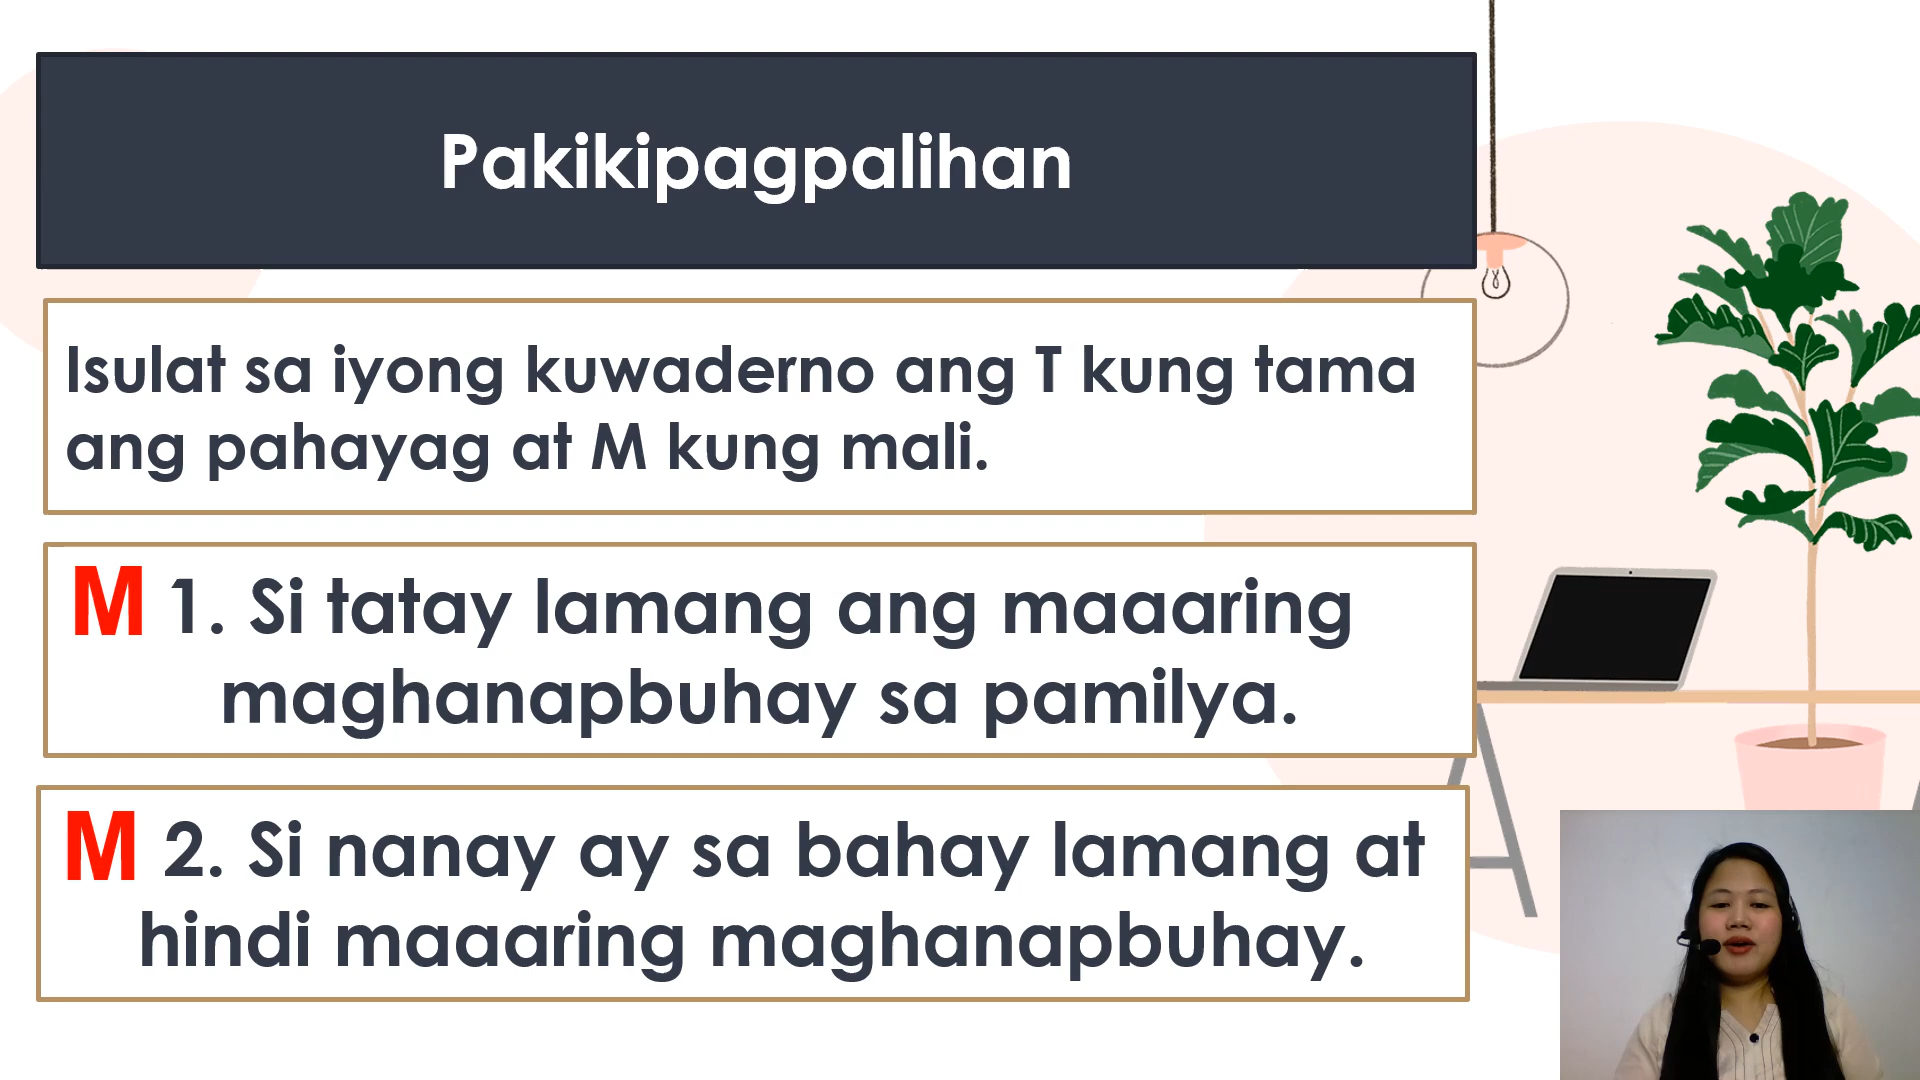 Pakikipagpalihan
Isulat sa iyong kuwaderno ang T kung tama
ang pahayag at M kung mali.
M 1. Si tatay lamang ang maaaring
maghanapbuhay sa pamilya.
M 2. Si nanay ay sa bahay lamang at
hindi maaaring maghanapbuhay.